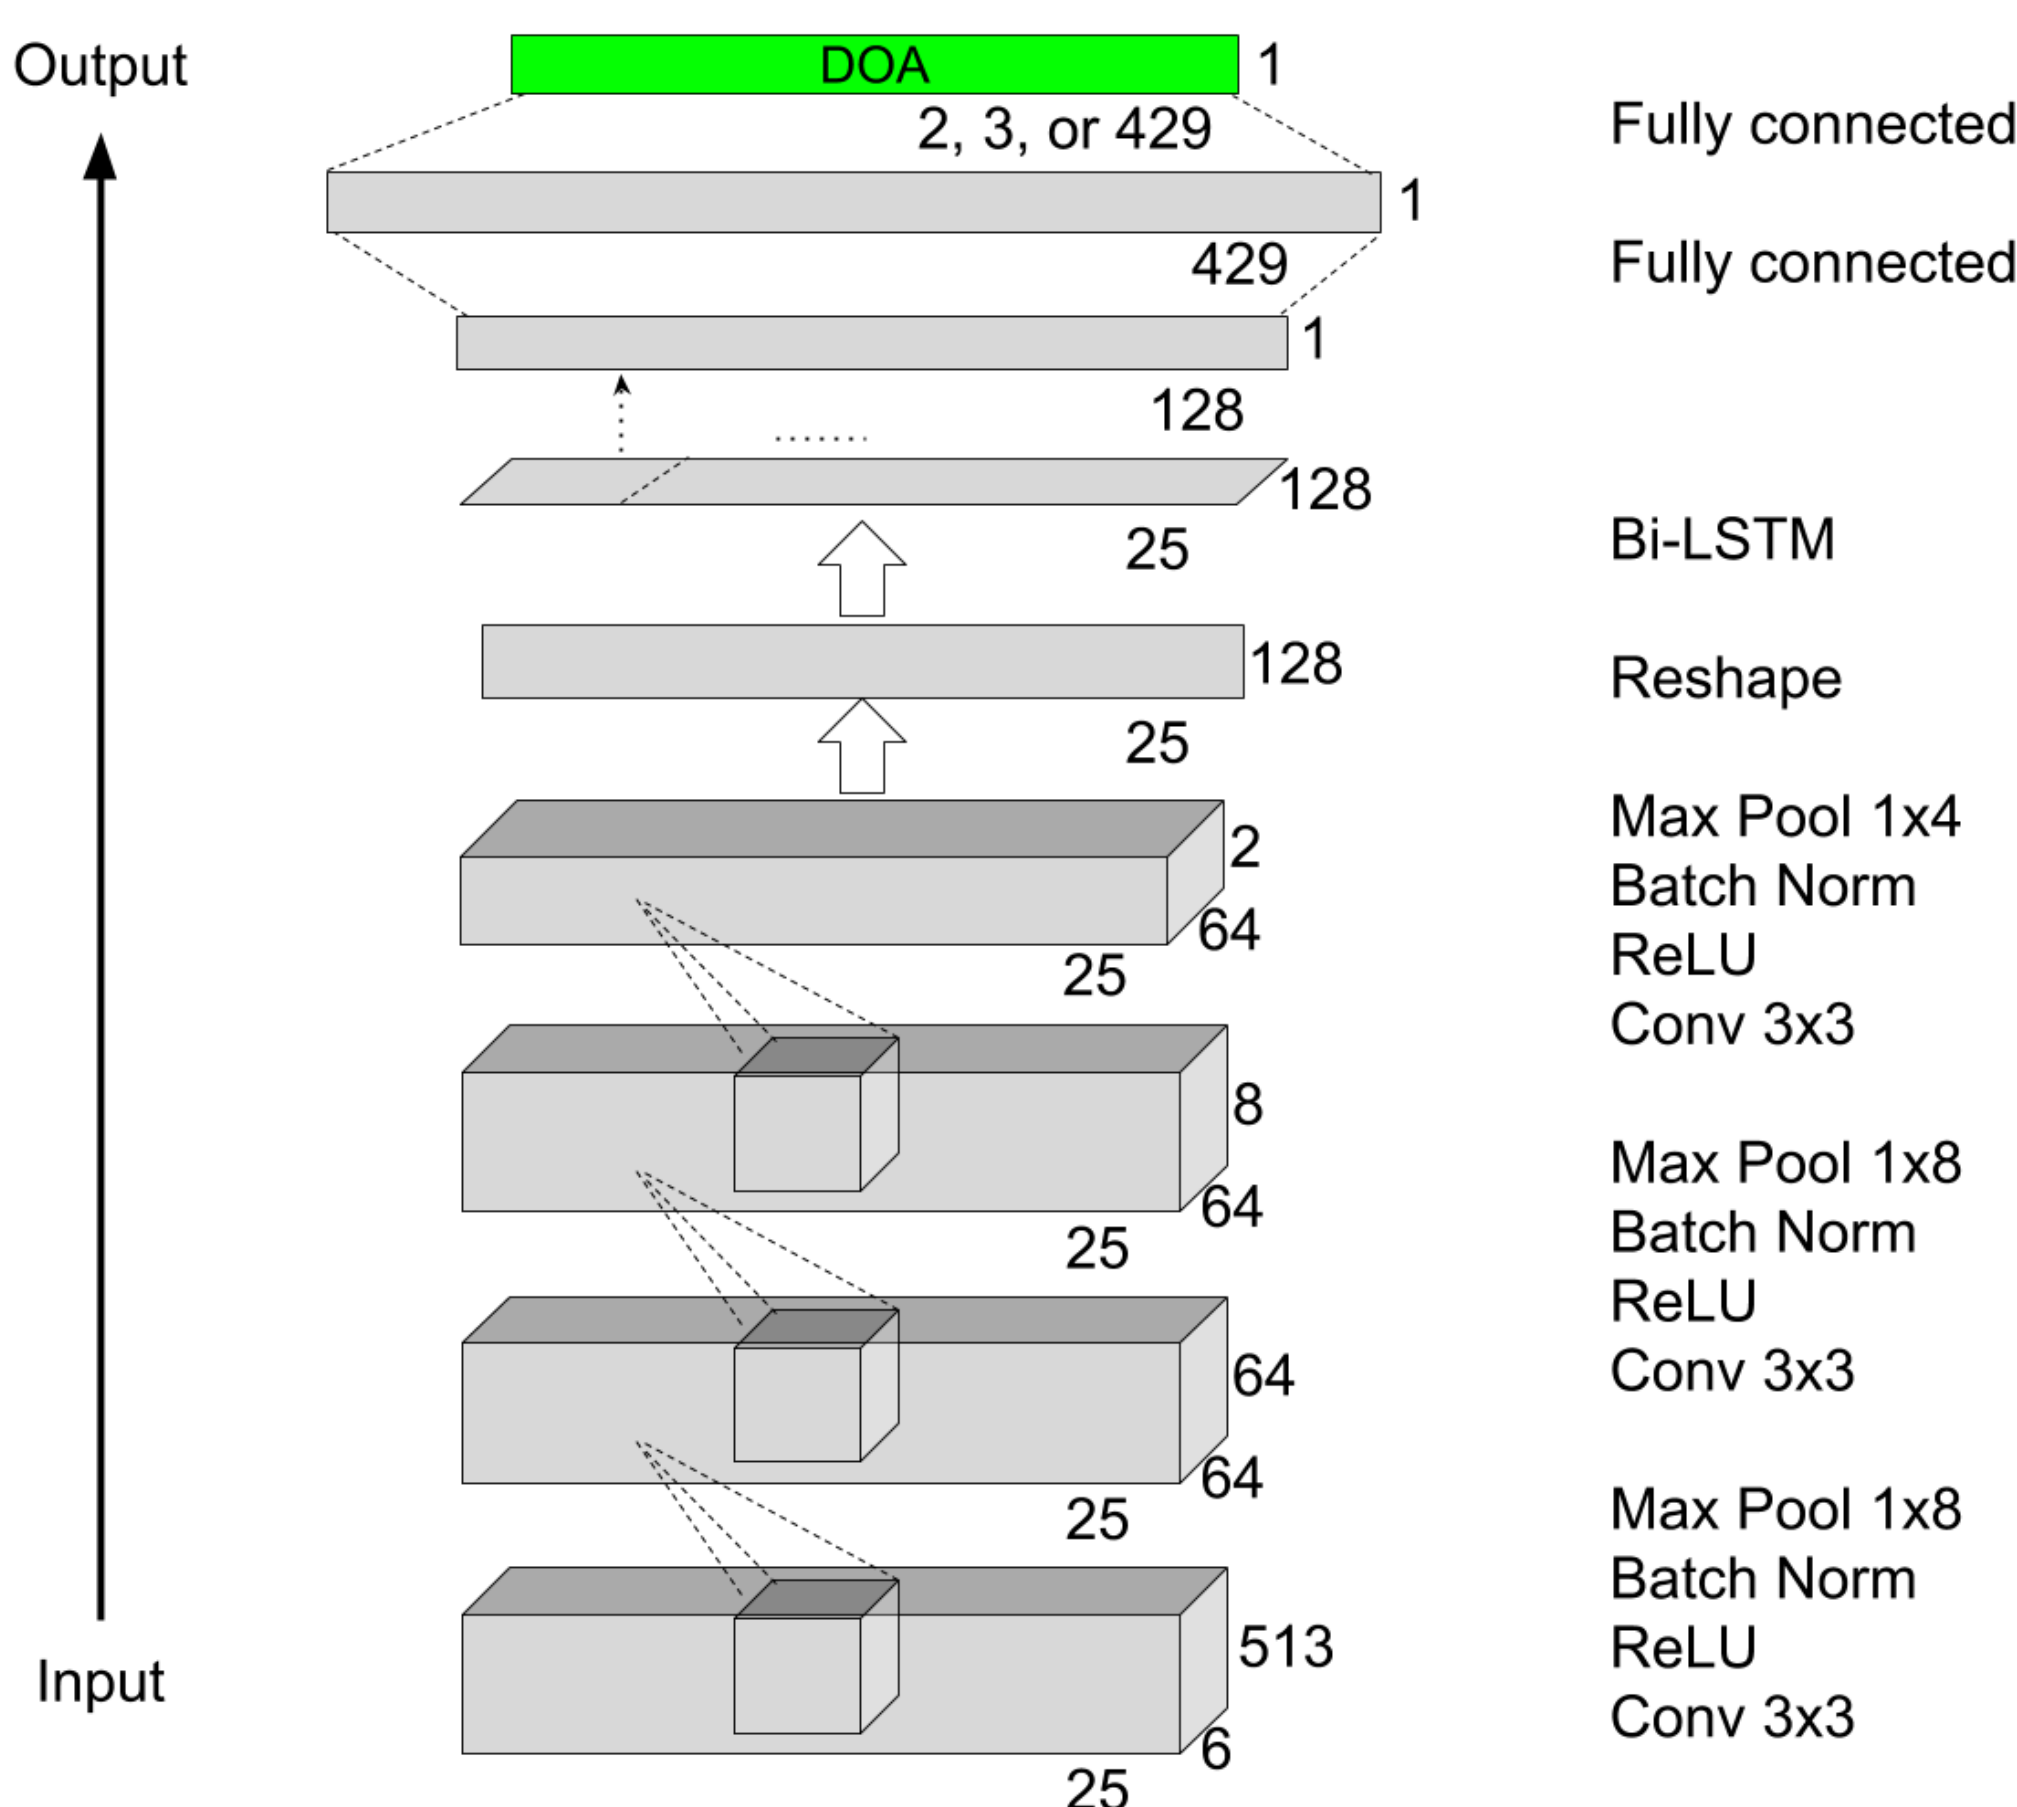 Output
DOA
1
2, 3, or 429
Fully connected
1
429
Fully connected
1
128
128
25
Bi-LSTM
128
25
Reshape
2
64
25
Max Pool 1x4
Batch Norm
ReLU
Conv 3x3
8
64
25
Max Pool 1x8
Batch Norm
ReLU
Conv 3x3
64
64
25
Max Pool 1x8
Batch Norm
ReLU
Conv 3x3
513
6
25
Input